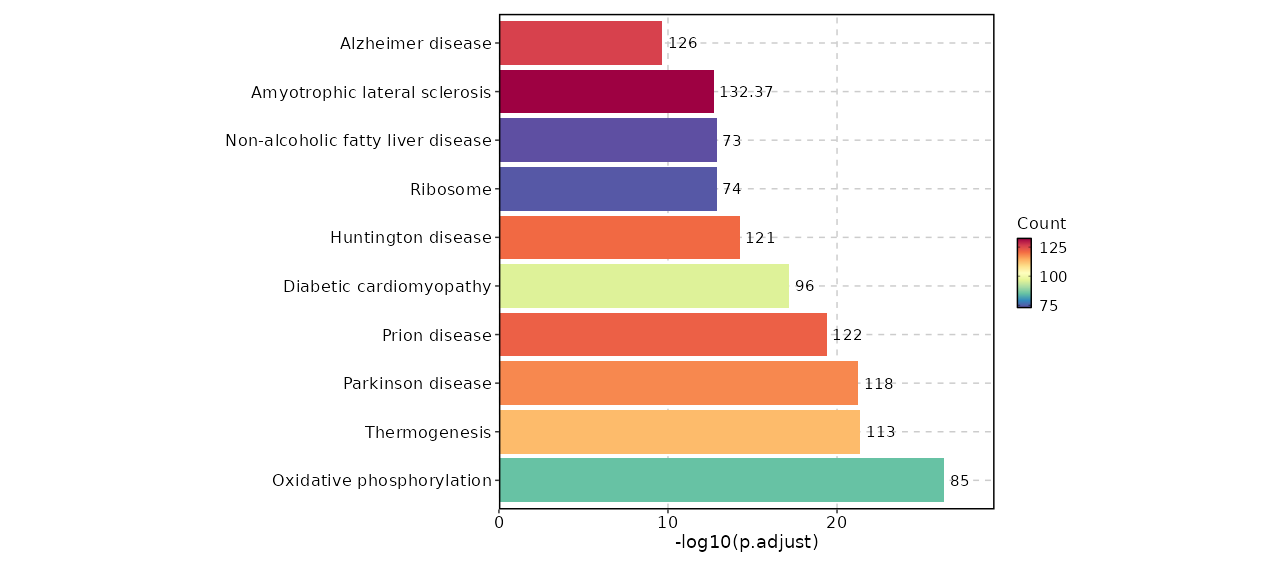 Alzheimer disease 126
Amyotrophic lateral sclerosis 132.37
Non-alcoholic fatty liver disease 73
Ribosome 74
Huntington disease 121
Diabetic cardiomyopathy 96
Prion disease 122
Parkinson disease 118
Thermogenesis 113
Oxidative phosphorylation 85
0 10 20
-log10(p.adjust)
Count
125
100
75